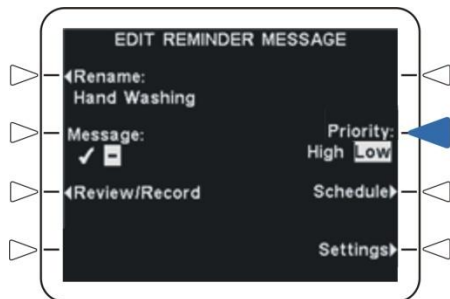 EDIT REMINDER MESSAGE
Rename:
Hand Washing
Message:
✓ -
Priority:
High Low
Review/Record
Schedule
Settings